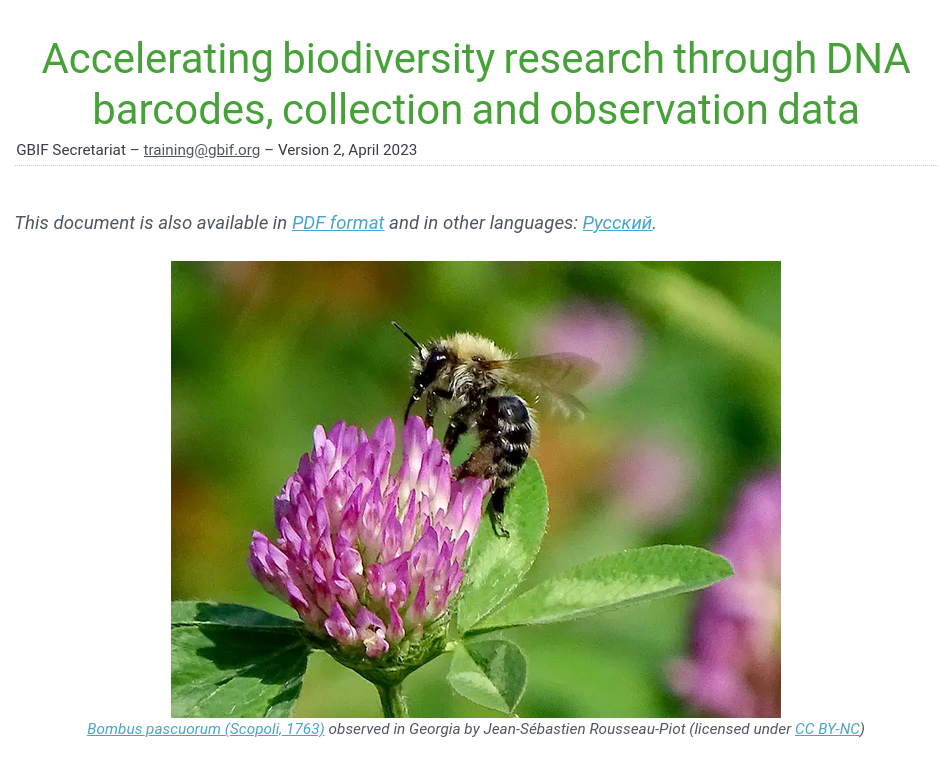 Accelerating biodiversity research through DNA
barcodes, collection and observation data
GBIF Secretariat – training@gbif.org – Version 2, April 2023
This document is also available in PDF format and in other languages: Русский.
Bombus pascuorum (Scopoli, 1763) observed in Georgia by Jean-Sébastien Rousseau-Piot (licensed under CC BY-NC)